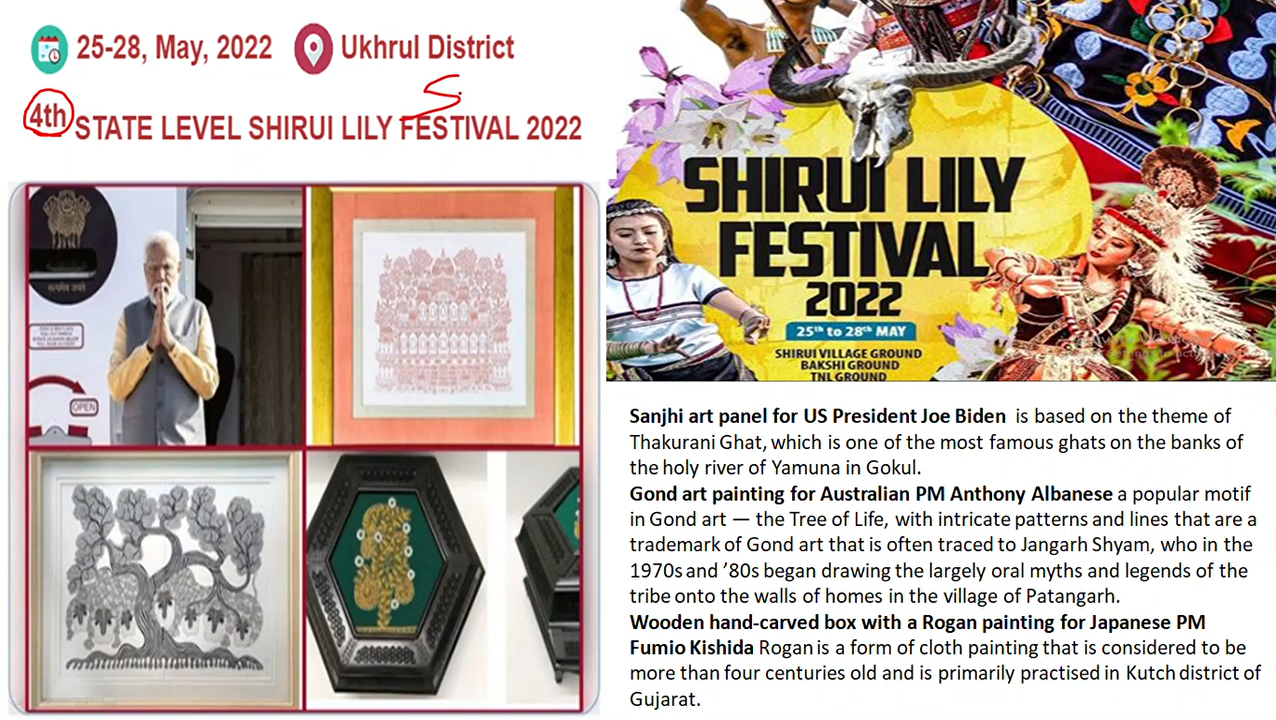 25-28, May, 2022 Ukhrul District
4th STATE LEVEL SHIRUI LILY FESTIVAL 2022
S
सत्यमेव जयते
OPEN
SHIRUI LILY
FESTIVAL
2022
25th to 28th MAY
SHIRUI VILLAGE GROUND
BAKSHI GROUND
TNL GROUND
Sanjhi art panel for US President Joe Biden is based on the theme of
Thakurani Ghat, which is one of the most famous ghats on the banks of
the holy river of Yamuna in Gokul.
Gond art painting for Australian PM Anthony Albanese a popular motif
in Gond art — the Tree of Life, with intricate patterns and lines that are a
trademark of Gond art that is often traced to Jangarh Shyam, who in the
1970s and ’80s began drawing the largely oral myths and legends of the
tribe onto the walls of homes in the village of Patangarh.
Wooden hand-carved box with a Rogan painting for Japanese PM
Fumio Kishida Rogan is a form of cloth painting that is considered to be
more than four centuries old and is primarily practised in Kutch district of
Gujarat.